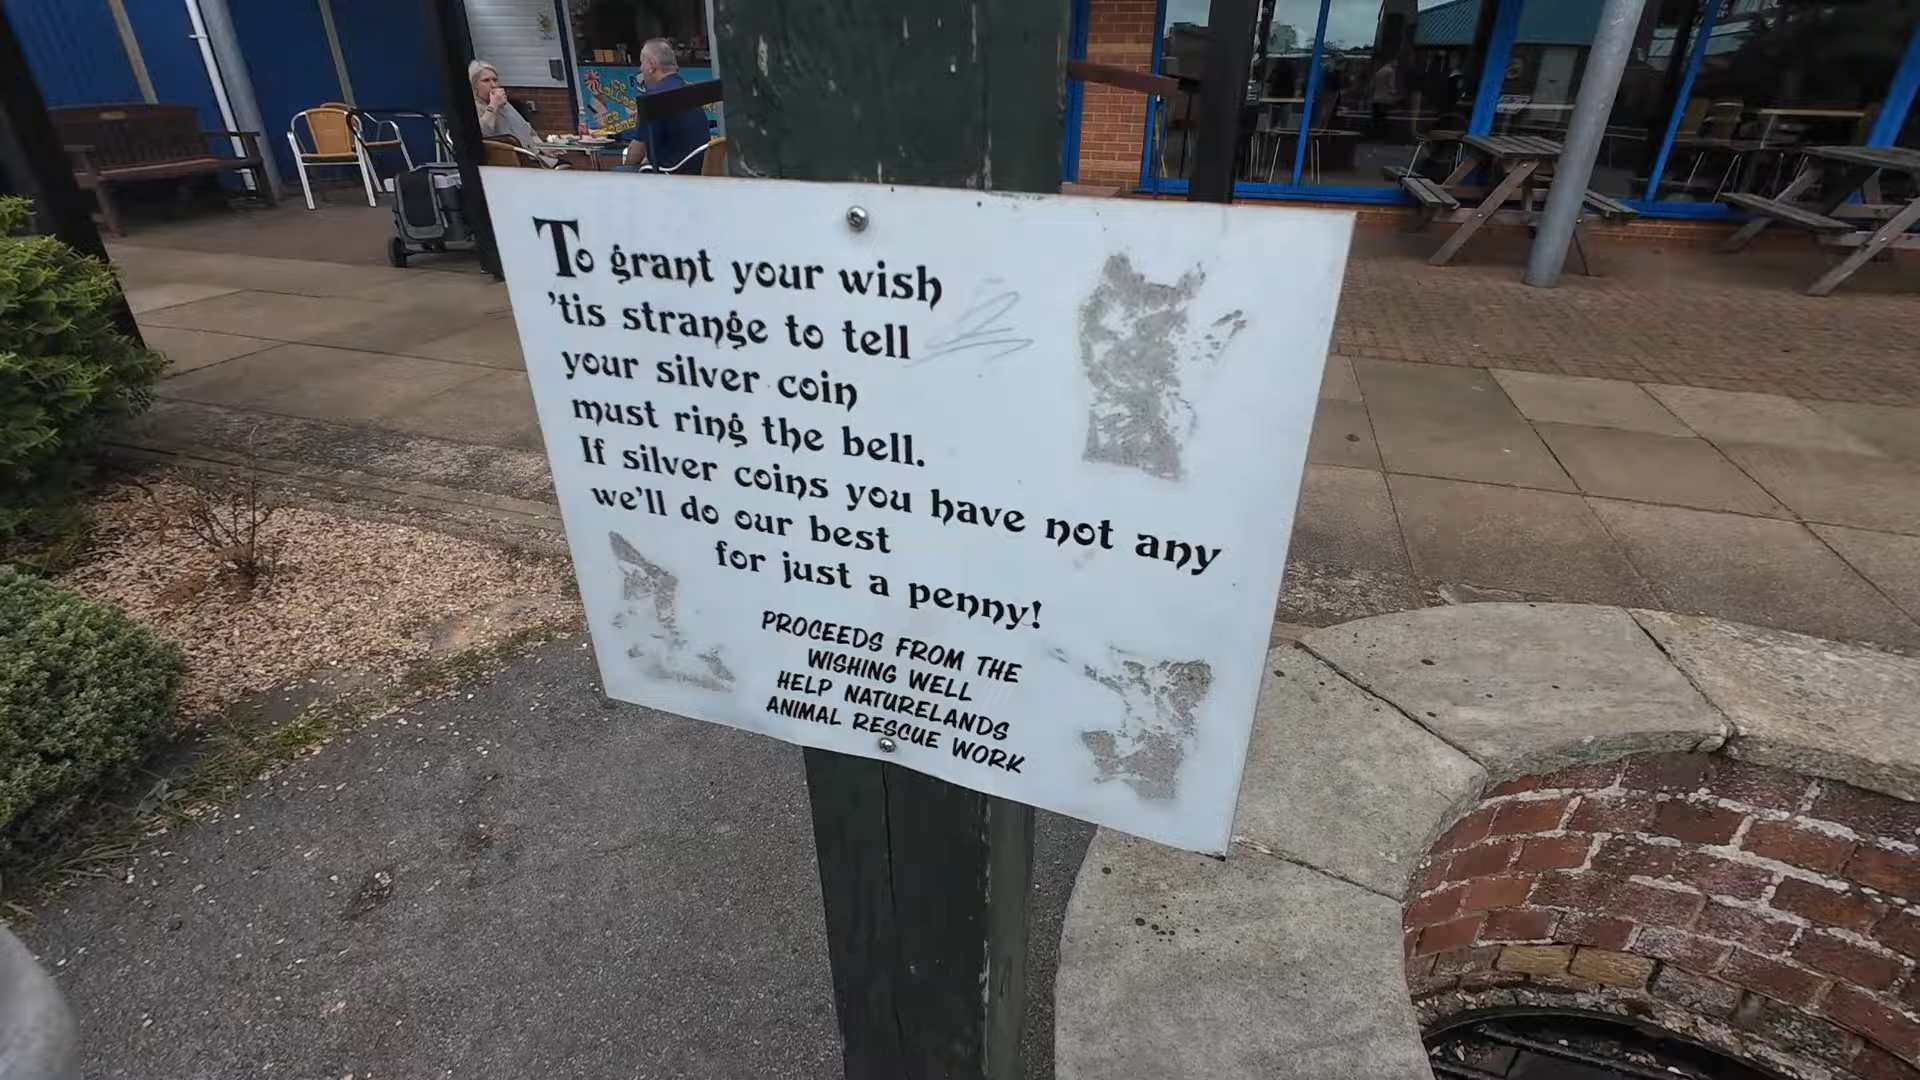 To grant your wish
'tis strange to tell
your silver coin
must ring the bell.
If silver coins you have not any
we'll do our best
for just a penny!
PROCEEDS FROM THE
WISHING WELL
HELP NATURELANDS
ANIMAL RESCUE WORK